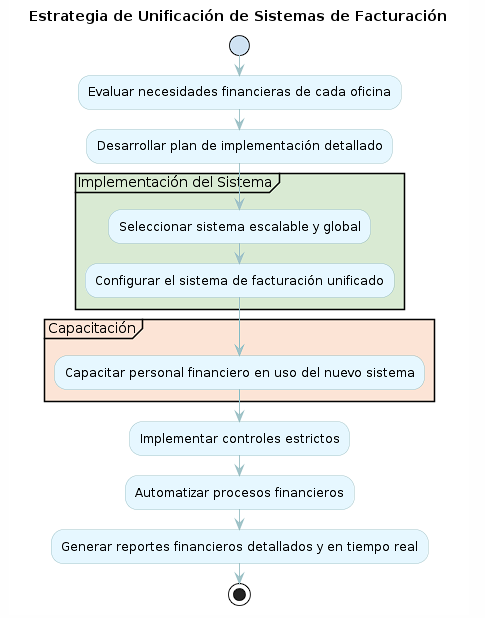 Estrategia de Unificación de Sistemas de Facturación
Evaluar necesidades financieras de cada oficina
Desarrollar plan de implementación detallado
Implementación del Sistema
Seleccionar sistema escalable y global
Configurar el sistema de facturación unificado
Capacitación
Capacitar personal financiero en uso del nuevo sistema
Implementar controles estrictos
Automatizar procesos financieros
Generar reportes financieros detallados y en tiempo real